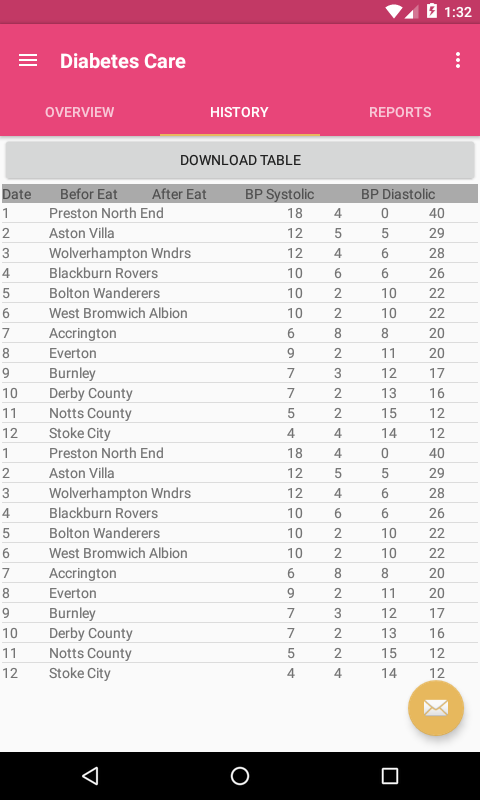 1:32
Diabetes Care
OVERVIEW HISTORY REPORTS
DOWNLOAD TABLE
Date Befor Eat After Eat BP Systolic BP Diastolic
1 Preston North End 18 4 0 40
2 Aston Villa 12 5 5 29
3 Wolverhampton Wndrs 12 4 6 28
4 Blackburn Rovers 10 6 6 26
5 Bolton Wanderers 10 2 10 22
6 West Bromwich Albion 10 2 10 22
7 Accrington 6 8 8 20
8 Everton 9 2 11 20
9 Burnley 7 3 12 17
10 Derby County 7 2 13 16
11 Notts County 5 2 15 12
12 Stoke City 4 4 14 12
1 Preston North End 18 4 0 40
2 Aston Villa 12 5 5 29
3 Wolverhampton Wndrs 12 4 6 28
4 Blackburn Rovers 10 6 6 26
5 Bolton Wanderers 10 2 10 22
6 West Bromwich Albion 10 2 10 22
7 Accrington 6 8 8 20
8 Everton 9 2 11 20
9 Burnley 7 3 12 17
10 Derby County 7 2 13 16
11 Notts County 5 2 15 12
12 Stoke City 4 4 14 12